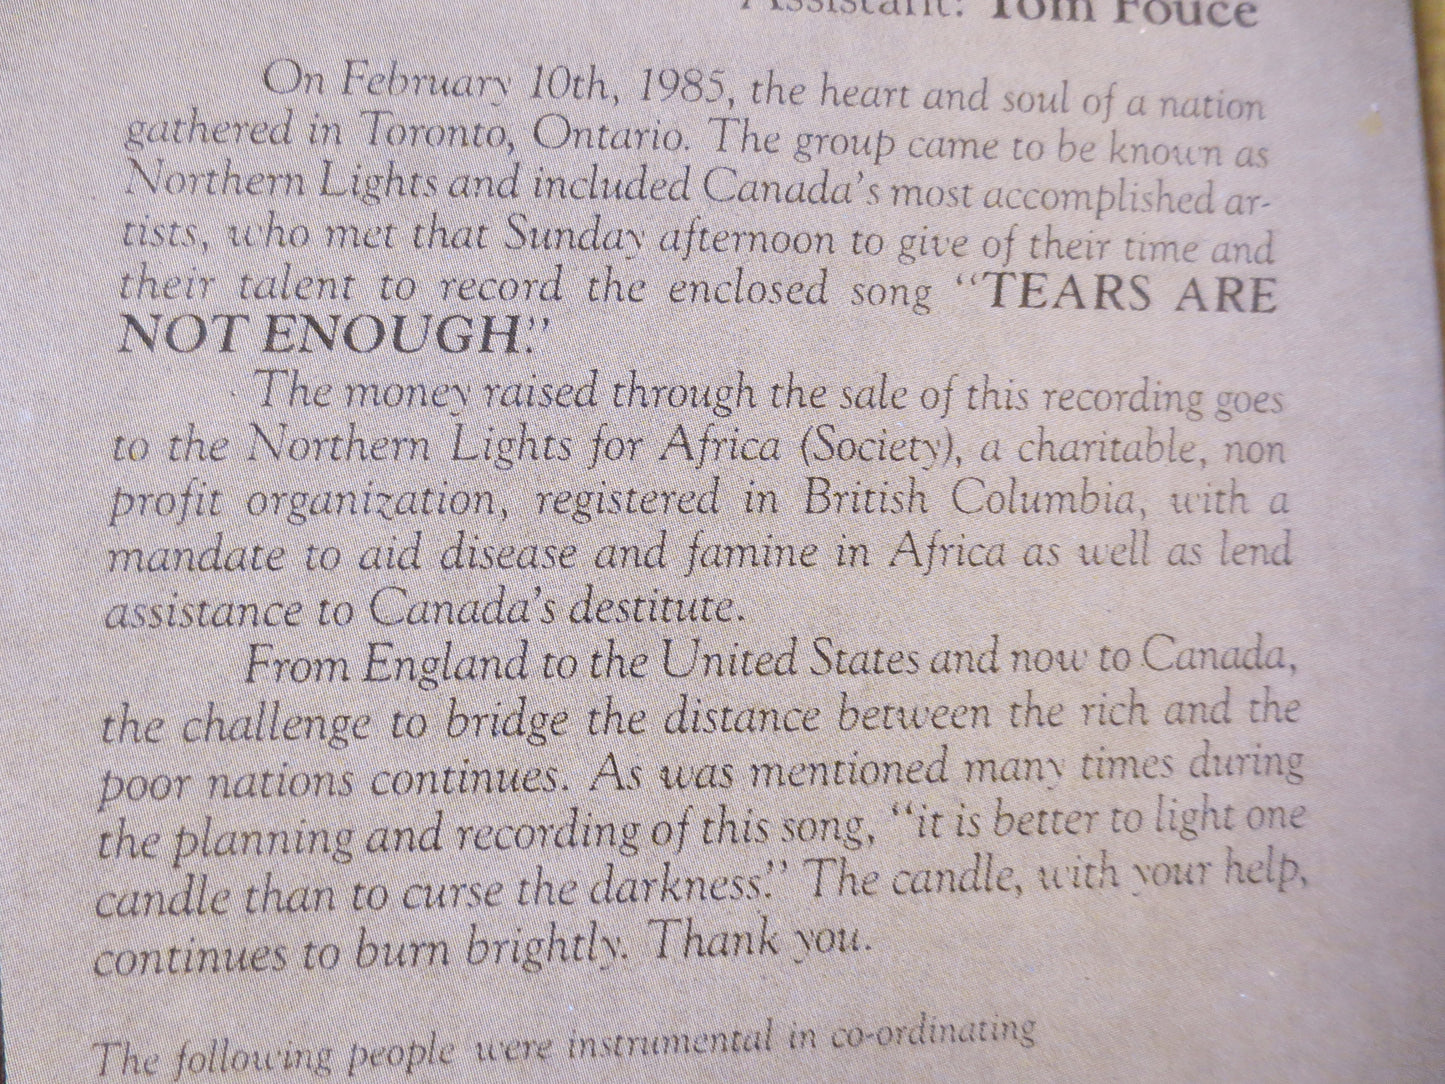 Assistant: Tom Fouce
On February 10th, 1985, the heart and soul of a nation
gathered in Toronto, Ontario. The group came to be known as
Northern Lights and included Canada's most accomplished ar-
tists, who met that Sunday afternoon to give of their time and
their talent to record the enclosed song "TEARS ARE
NOT ENOUGH."
The money raised through the sale of this recording goes
to the Northern Lights for Africa (Society), a charitable, non
profit organization, registered in British Columbia, with a
mandate to aid disease and famine in Africa as well as lend
assistance to Canada's destitute.
From England to the United States and now to Canada,
the challenge to bridge the distance between the rich and the
poor nations continues. As was mentioned many times during
the planning and recording of this song, "it is better to light one
candle than to curse the darkness." The candle, with your help,
continues to burn brightly. Thank you.
The following people were instrumental in co-ordinating